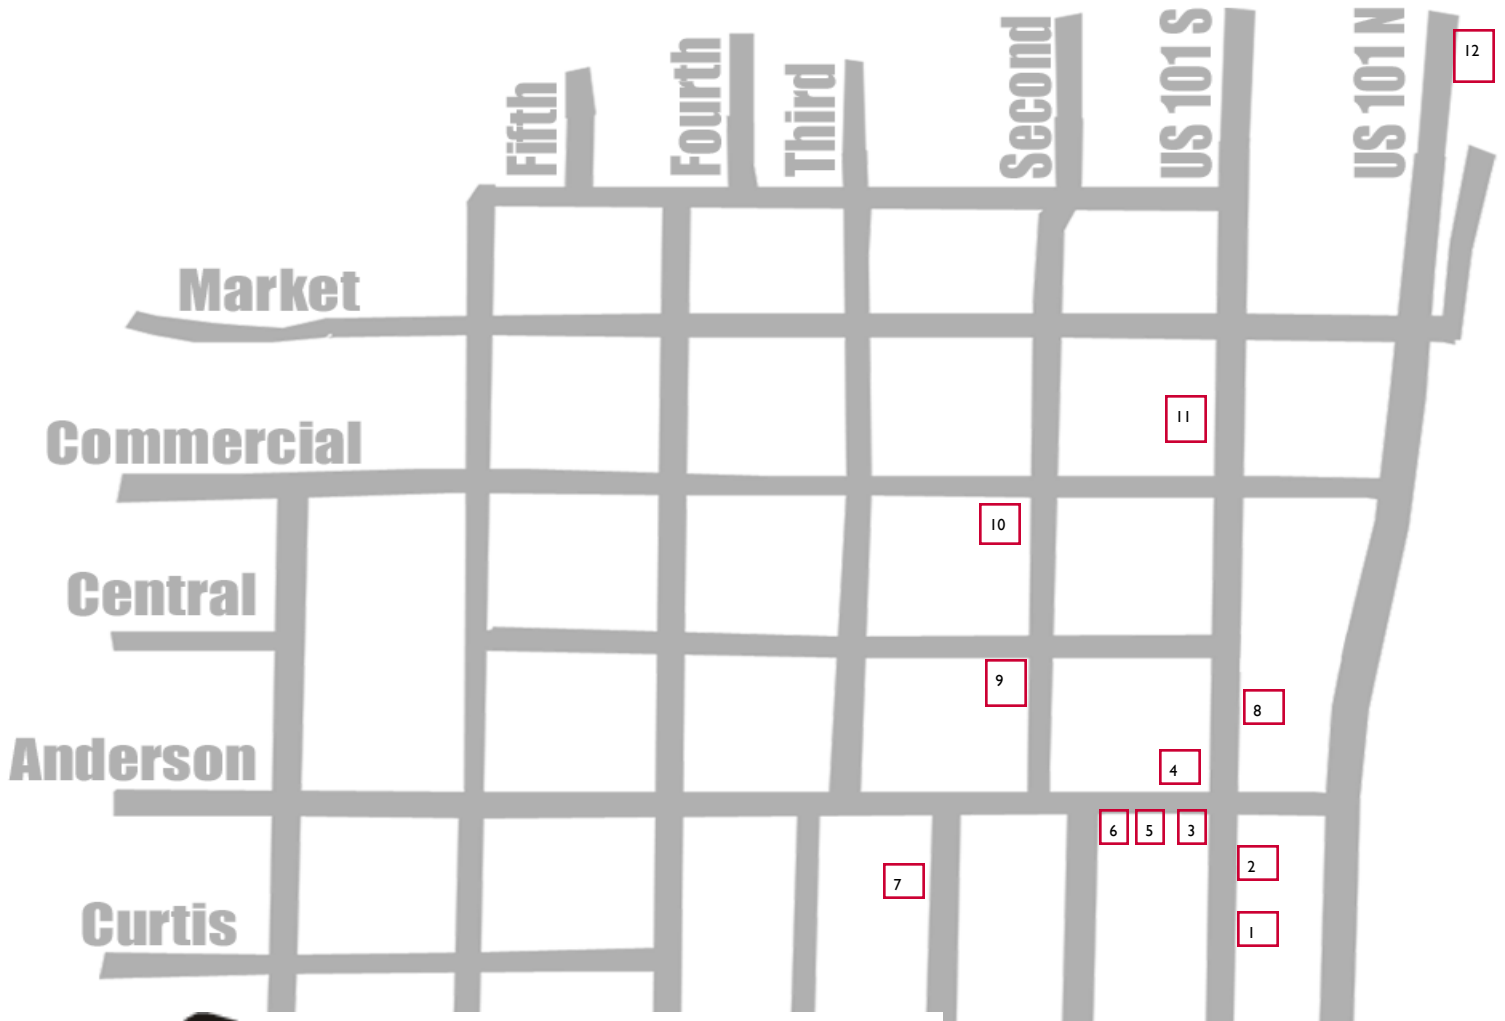 Fifth
Fourth
Third
Second
US 101 S
US 101 N
12
Market
Commercial
11
10
Central
9
8
Anderson
4
6
5
3
2
7
Curtis
1